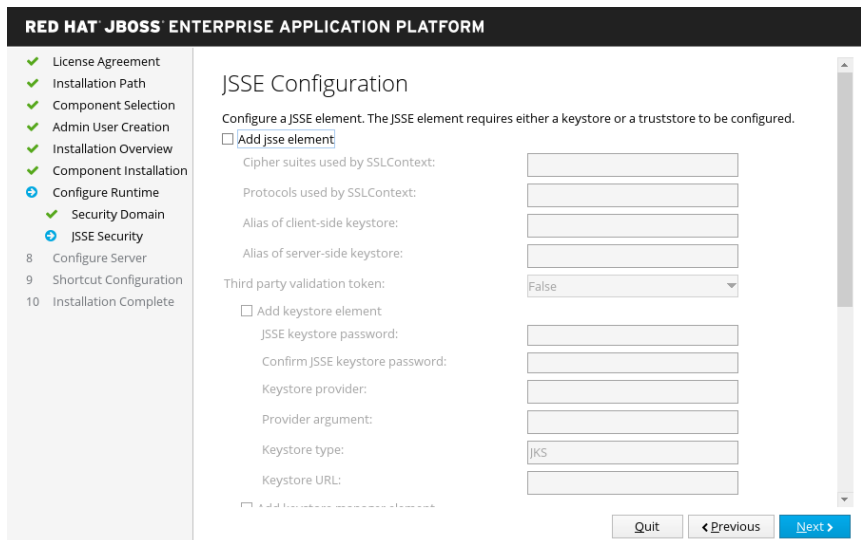 RED HAT JBOSS ENTERPRISE APPLICATION PLATFORM
License Agreement
Installation Path
Component Selection
Admin User Creation
Installation Overview
Component Installation
Configure Runtime
Security Domain
JSSE Security
8 Configure Server
9 Shortcut Configuration
10 Installation Complete
JSSE Configuration
Configure a JSSE element. The JSSE element requires either a keystore or a truststore to be configured.
Add jsse element
Cipher suites used by SSLContext:
Protocols used by SSLContext:
Alias of client-side keystore:
Alias of server-side keystore:
Third party validation token: False
Add keystore element
JSSE keystore password:
Confirm JSSE keystore password:
Keystore provider:
Provider argument:
Keystore type: JKS
Keystore URL:
Add keystore manager element
Quit Previous Next